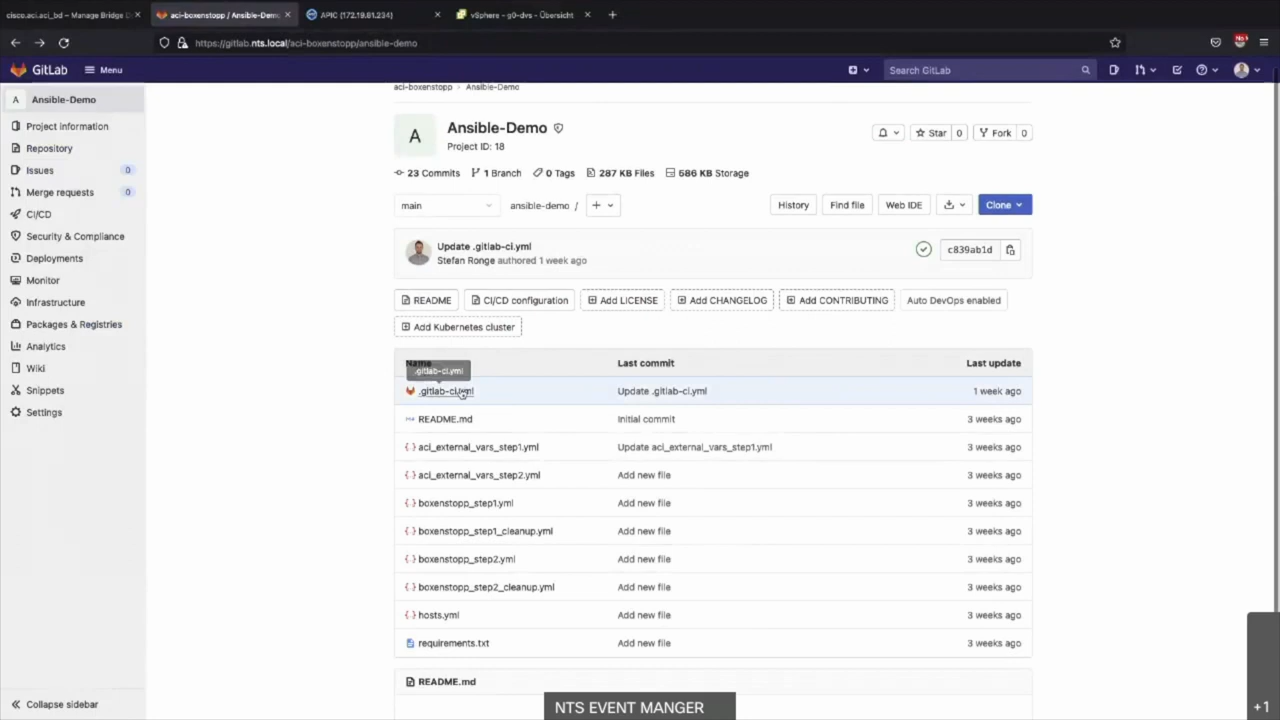 cisco.aci.aci_bd – Manage Bridge D
aci-boxenstopp / Ansible-Demo
APIC (172.19.81.234)
vSphere - g0-dvs - Übersicht
https://gitlab.nts.local/aci-boxenstopp/ansible-demo
GitLab
Menu
Search GitLab
A
Ansible-Demo
Project information
Repository
Issues
0
Merge requests
0
CI/CD
Security & Compliance
Deployments
Monitor
Infrastructure
Packages & Registries
Analytics
Wiki
Snippets
Settings
Collapse sidebar
aci-boxenstopp > Ansible-Demo
A
Ansible-Demo
Project ID: 18
Star 0
Fork 0
23 Commits
1 Branch
0 Tags
287 KB Files
686 KB Storage
main
ansible-demo /
+
History
Find file
Web IDE
Clone
Update .gitlab-ci.yml
Stefan Ronge authored 1 week ago
c839ab1d
README
CI/CD configuration
Add LICENSE
Add CHANGELOG
Add CONTRIBUTING
Auto DevOps enabled
Add Kubernetes cluster
Name Last commit Last update
.gitlab-ci.yml
.gitlab-ci.yml Update .gitlab-ci.yml 1 week ago
README.md Initial commit 3 weeks ago
aci_external_vars_step1.yml Update aci_external_vars_step1.yml 3 weeks ago
aci_external_vars_step2.yml Add new file 3 weeks ago
boxenstopp_step1.yml Add new file 3 weeks ago
boxenstopp_step1_cleanup.yml Add new file 3 weeks ago
boxenstopp_step2.yml Add new file 3 weeks ago
boxenstopp_step2_cleanup.yml Add new file 3 weeks ago
hosts.yml Add new file 3 weeks ago
requirements.txt Add new file 3 weeks ago
README.md
NTS EVENT MANGER
+1